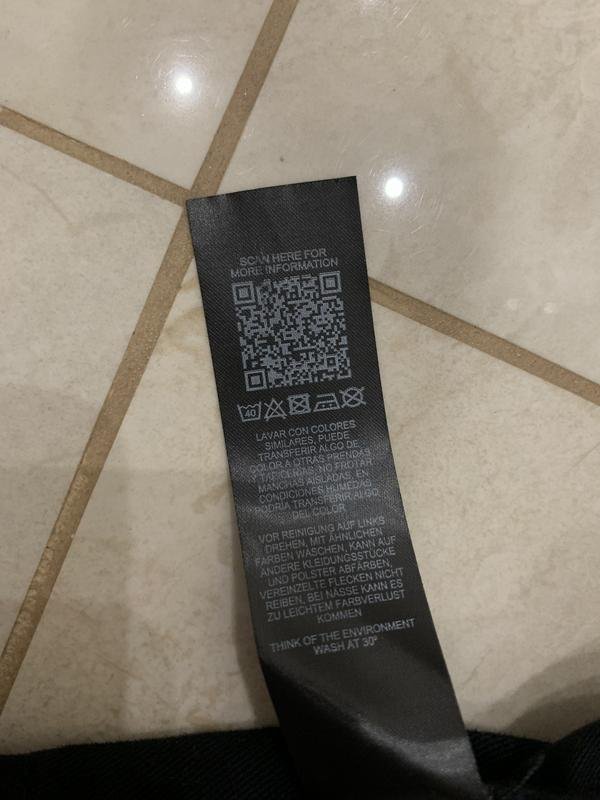 SCAN HERE FOR
MORE INFORMATION
40
LAVAR CON COLORES
SIMILARES, PUEDE
TRANSFERIR ALGO DE
COLOR A OTRAS PRENDAS
Y TAPICERIAS, NO FROTAR
MANCHAS AISLADAS, EN
CONDICIONES HUMEDAS
PODRIA TRANSFERIR ALGO
DEL COLOR
VOR REINIGUNG AUF LINKS
DREHEN, MIT ÄHNLICHEN
FARBEN WASCHEN, KANN AUF
ANDERE KLEIDUNGSSTÜCKE
UND POLSTER ABFÄRBEN,
VEREINZELTE FLECKEN NICHT
REIBEN, BEI NÄSSE KANN ES
ZU LEICHTEM FARBVERLUST
KOMMEN
THINK OF THE ENVIRONMENT
WASH AT 30°